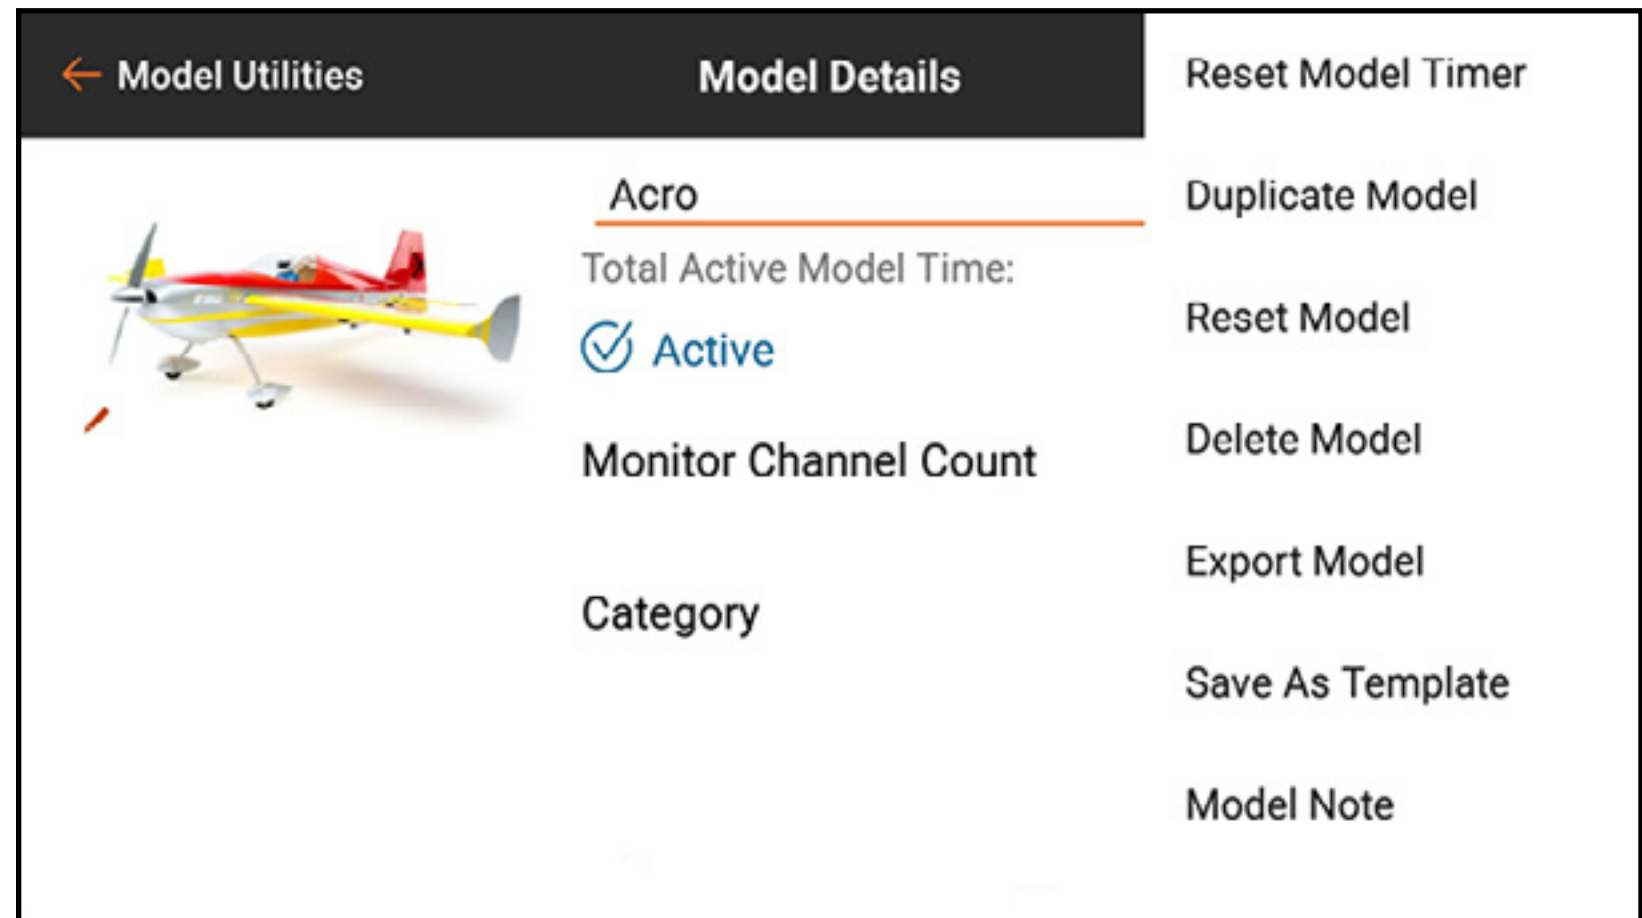 Model Utilities
Model Details
Acro
Total Active Model Time:
Active
Monitor Channel Count
Category
Reset Model Timer
Duplicate Model
Reset Model
Delete Model
Export Model
Save As Template
Model Note